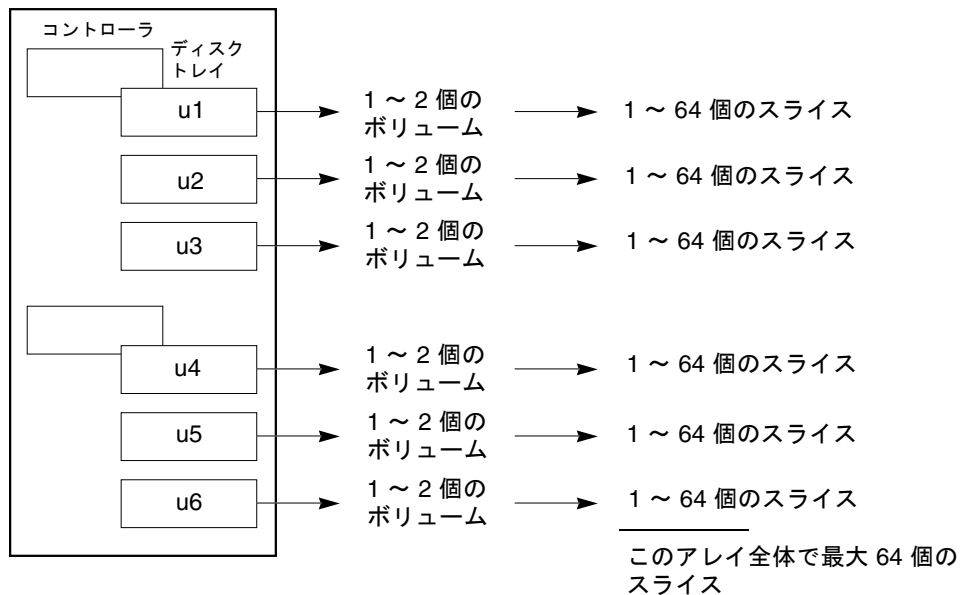 コントローラ
ディスク
トレイ
u1
1 ～ 2 個の
ボリューム
1 ～ 64 個のスライス
u2
1 ～ 2 個の
ボリューム
1 ～ 64 個のスライス
u3
1 ～ 2 個の
ボリューム
1 ～ 64 個のスライス
u4
1 ～ 2 個の
ボリューム
1 ～ 64 個のスライス
u5
1 ～ 2 個の
ボリューム
1 ～ 64 個のスライス
u6
1 ～ 2 個の
ボリューム
1 ～ 64 個のスライス
このアレイ全体で最大 64 個の
スライス